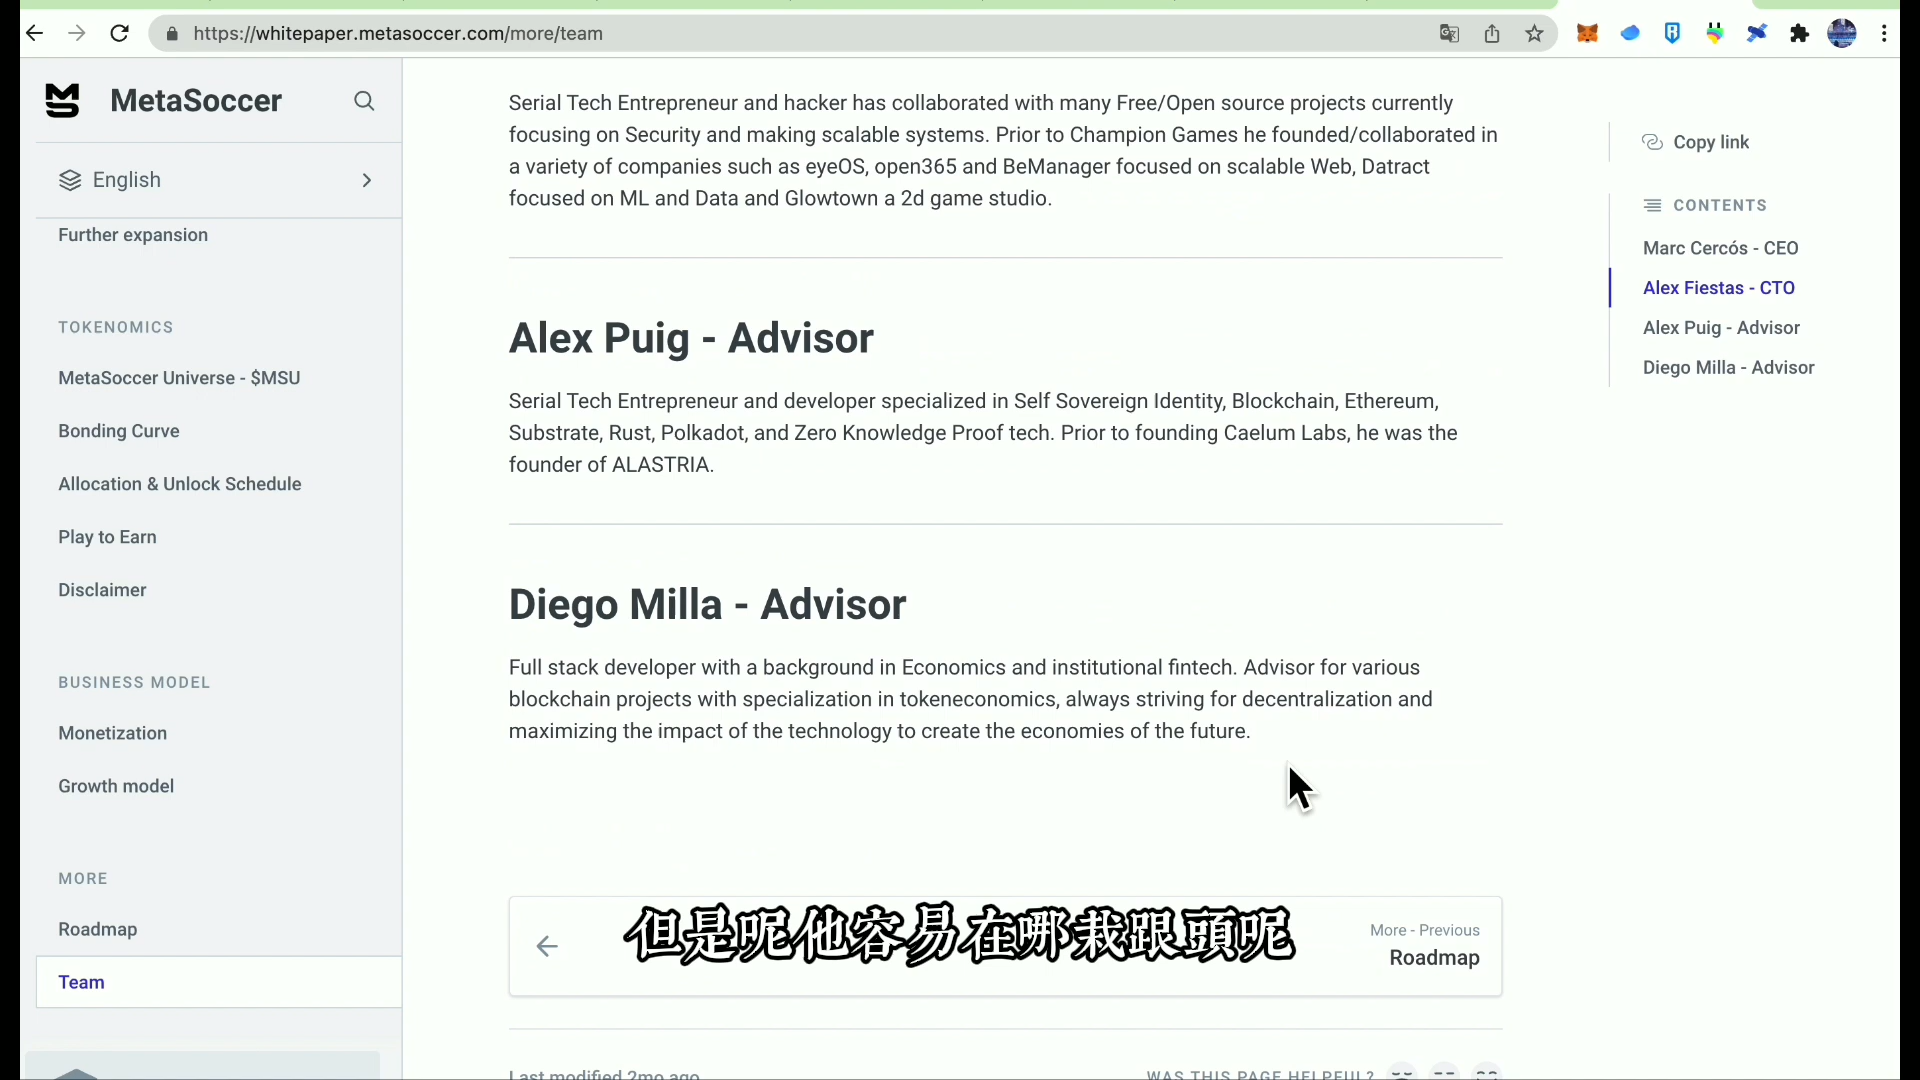 https://whitepaper.metasoccer.com/more/team
MetaSoccer
English
Further expansion
TOKENOMICS
MetaSoccer Universe - $MSU
Bonding Curve
Allocation & Unlock Schedule
Play to Earn
Disclaimer
BUSINESS MODEL
Monetization
Growth model
MORE
Roadmap
Team
Serial Tech Entrepreneur and hacker has collaborated with many Free/Open source projects currently
focusing on Security and making scalable systems. Prior to Champion Games he founded/collaborated in
a variety of companies such as eyeOS, open365 and BeManager focused on scalable Web, Datract
focused on ML and Data and Glowtown a 2d game studio.
Alex Puig - Advisor
Serial Tech Entrepreneur and developer specialized in Self Sovereign Identity, Blockchain, Ethereum,
Substrate, Rust, Polkadot, and Zero Knowledge Proof tech. Prior to founding Caelum Labs, he was the
founder of ALASTRIA.
Diego Milla - Advisor
Full stack developer with a background in Economics and institutional fintech. Advisor for various
blockchain projects with specialization in tokeneconomics, always striving for decentralization and
maximizing the impact of the technology to create the economies of the future.
More - Previous
Roadmap
但是呢他容易在哪栽跟頭呢
Last modified 2mo ago
WAS THIS PAGE HELPFUL?
Copy link
CONTENTS
Marc Cercós - CEO
Alex Fiestas - CTO
Alex Puig - Advisor
Diego Milla - Advisor